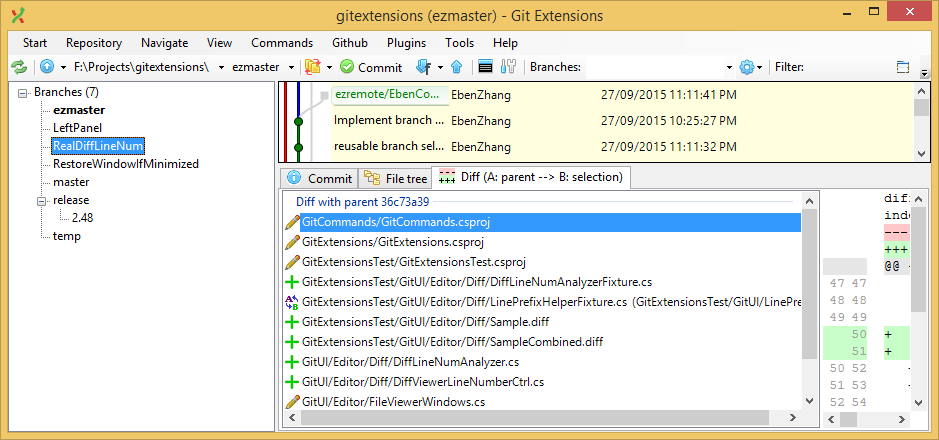 gitextensions (ezmaster) - Git Extensions
Start Repository Navigate View Commands Github Plugins Tools Help
F:\Projects\gitextensions\ ezmaster Commit Branches: Filter:
Branches (7)
ezmaster
LeftPanel
RealDiffLineNum
RestoreWindowIfMinimized
master
release
2.48
temp
ezremote/EbenCo... EbenZhang 27/09/2015 11:11:41 PM
Implement branch ... EbenZhang 27/09/2015 10:25:27 PM
reusable branch sel... EbenZhang 27/09/2015 11:11:32 PM
Commit File tree Diff (A: parent --> B: selection)
Diff with parent 36c73a39
GitCommands/GitCommands.csproj
GitExtensions/GitExtensions.csproj
GitExtensionsTest/GitExtensionsTest.csproj
GitExtensionsTest/GitUI/Editor/Diff/DiffLineNumAnalyzerFixture.cs
GitExtensionsTest/GitUI/Editor/Diff/LinePrefixHelperFixture.cs (GitExtensionsTest/GitUI/LinePre
GitExtensionsTest/GitUI/Editor/Diff/Sample.diff
GitExtensionsTest/GitUI/Editor/Diff/SampleCombined.diff
GitUI/Editor/Diff/DiffLineNumAnalyzer.cs
GitUI/Editor/Diff/DiffViewerLineNumberCtrl.cs
GitUI/Editor/FileViewerWindows.cs
diff
inde
---
+++
@@ -
47 47
48 48
49 49
50 +
51 +
50 52
51 53
52 54